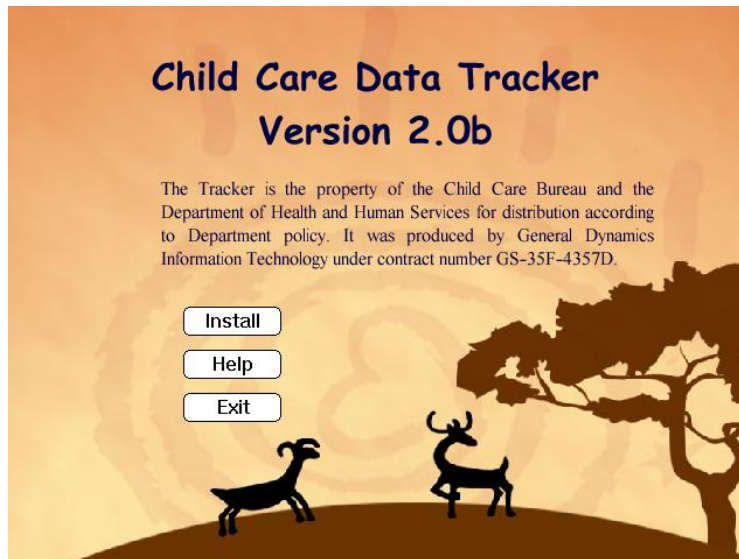 Child Care Data Tracker
Version 2.0b
The Tracker is the property of the Child Care Bureau and the
Department of Health and Human Services for distribution according
to Department policy. It was produced by General Dynamics
Information Technology under contract number GS-35F-4357D.
Install
Help
Exit